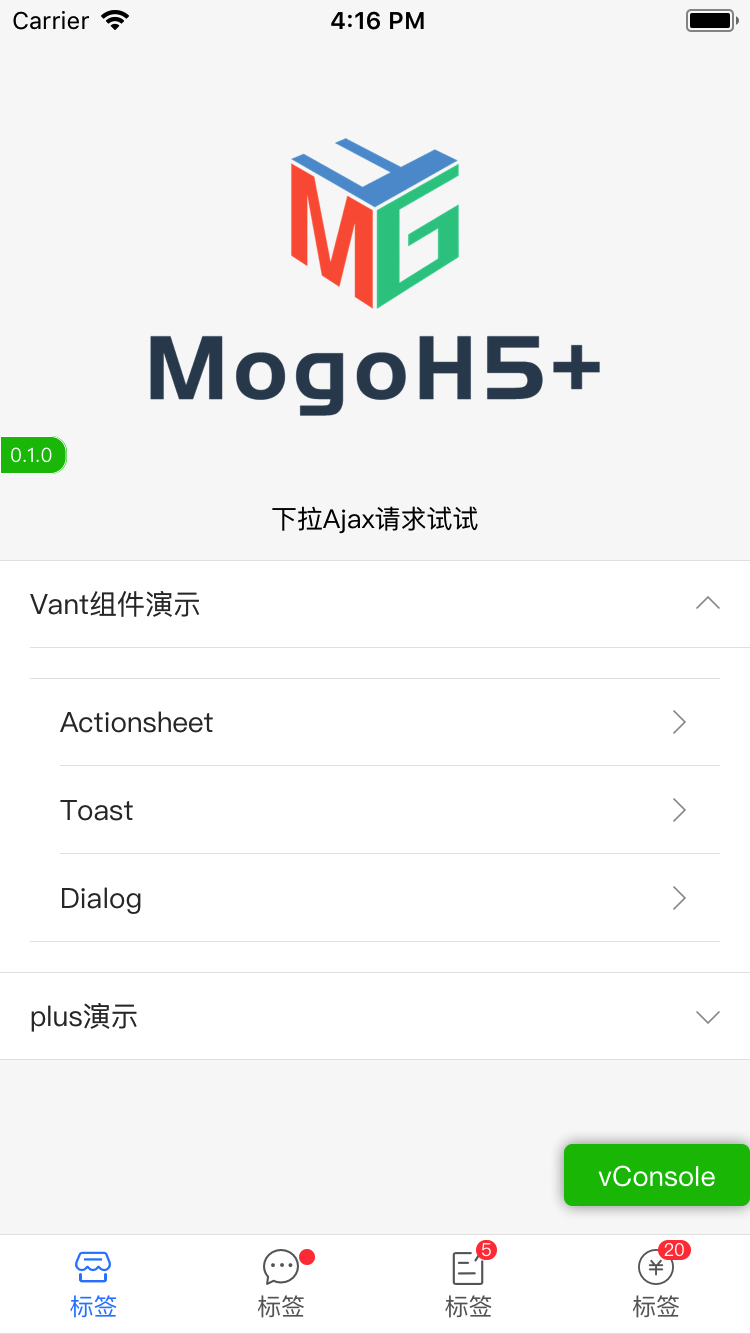 Carrier 4:16 PM
MG
MogoH5+
0.1.0
下拉Ajax请求试试
Vant组件演示
Actionsheet
Toast
Dialog
plus演示
vConsole
5 20
标签 标签 标签 标签